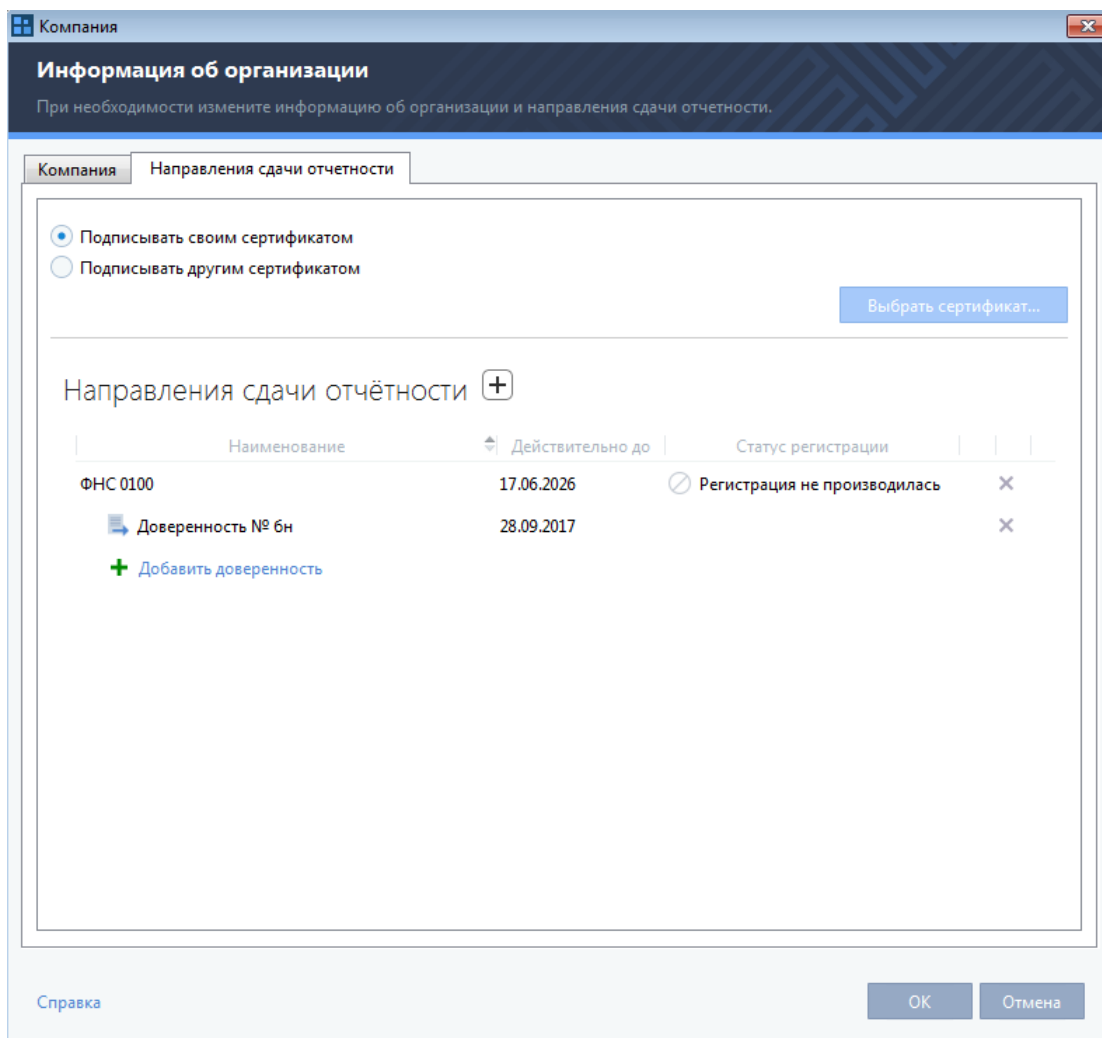 Компания
Информация об организации
При необходимости измените информацию об организации и направления сдачи отчетности.
Компания
Направления сдачи отчетности
Подписывать своим сертификатом
Подписывать другим сертификатом
Выбрать сертификат...
Направления сдачи отчётности
Наименование Действительно до Статус регистрации
ФНС 0100 17.06.2026 Регистрация не производилась
Доверенность № бн 28.09.2017
Добавить доверенность
Справка
ОК Отмена